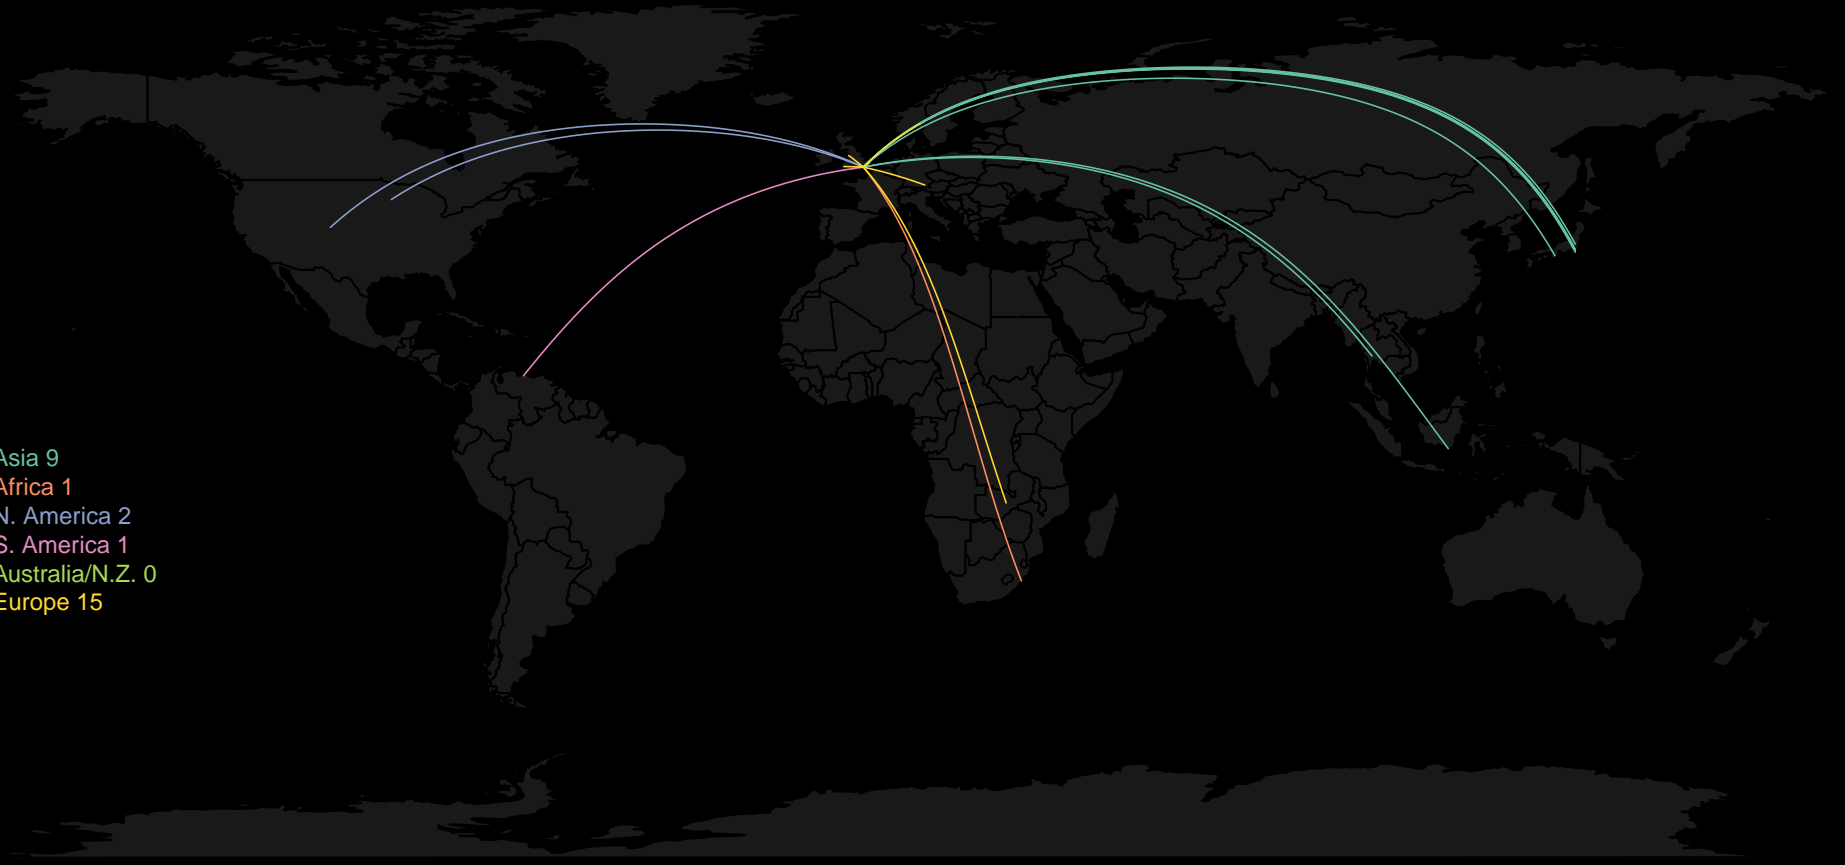 Asia 9
Africa 1
N. America 2
S. America 1
Australia/N.Z. 0
Europe 15